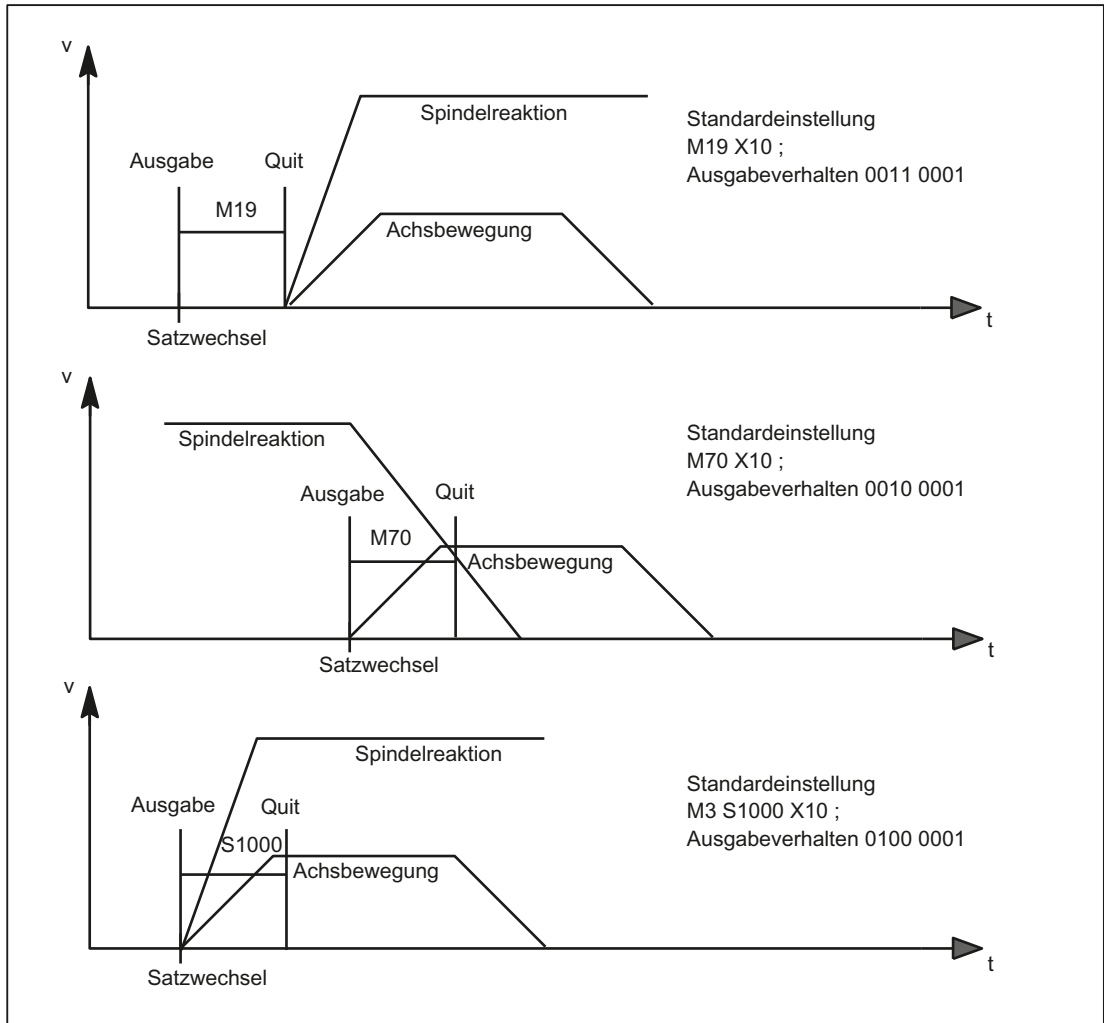 v
Spindelreaktion
Standardeinstellung
M19 X10 ;
Ausgabeverhalten 0011 0001
Ausgabe
Quit
M19
Achsbewegung
Satzwechsel
t
v
Spindelreaktion
Standardeinstellung
M70 X10 ;
Ausgabeverhalten 0010 0001
Ausgabe
Quit
M70
Achsbewegung
Satzwechsel
t
v
Spindelreaktion
Standardeinstellung
M3 S1000 X10 ;
Ausgabeverhalten 0100 0001
Ausgabe
Quit
S1000
Achsbewegung
Satzwechsel
t